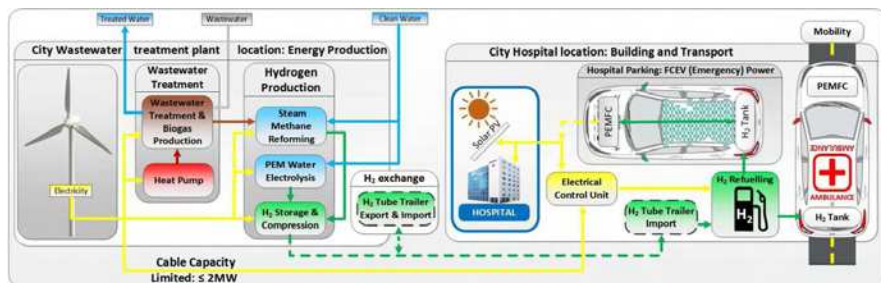 Treated Water
Wastewater
Clean Water
City Wastewater treatment plant location: Energy Production
Wastewater
Treatment
Hydrogen
Production
Wastewater
Treatment & Biogas
Production
Steam
Methane
Reforming
PEM Water
Electrolysis
Heat Pump
Electricity
H₂ Storage &
Compression
H₂ exchange
H₂ Tube Trailer
Export & Import
Cable Capacity
Limited: ≤ 2MW
City Hospital location: Building and Transport
Hospital Parking: FCEV (Emergency) Power
Solar PV
HOSPITAL
PEMFC
H₂ Tank
Electrical
Control Unit
H₂ Tube Trailer
Import
H₂ Refuelling
H₂
Mobility
PEMFC
AMBULANCE
AMBULANCE
H₂ Tank